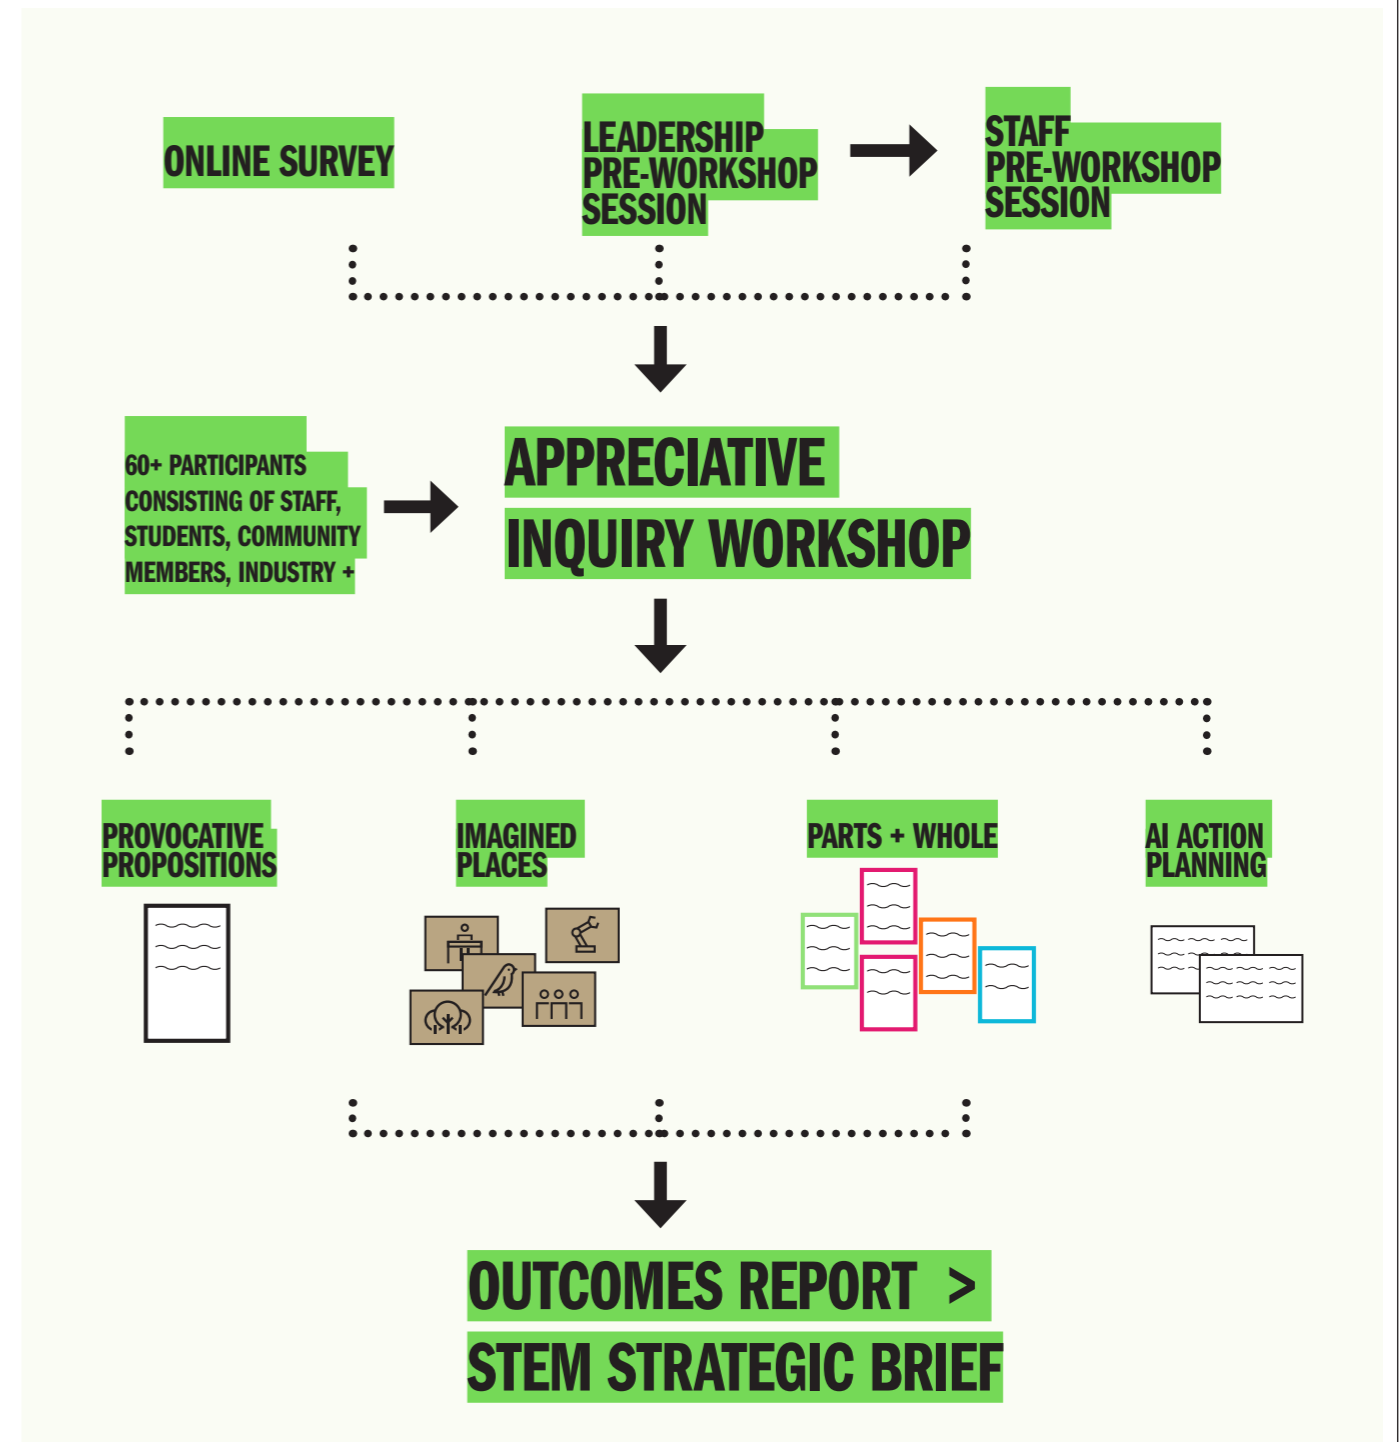 ONLINE SURVEY
LEADERSHIP
PRE-WORKSHOP
SESSION
STAFF
PRE-WORKSHOP
SESSION
60+ PARTICIPANTS
CONSISTING OF STAFF,
STUDENTS, COMMUNITY
MEMBERS, INDUSTRY +
APPRECIATIVE
INQUIRY WORKSHOP
PROVOCATIVE
PROPOSITIONS
IMAGINED
PLACES
PARTS + WHOLE
AI ACTION
PLANNING
OUTCOMES REPORT >
STEM STRATEGIC BRIEF